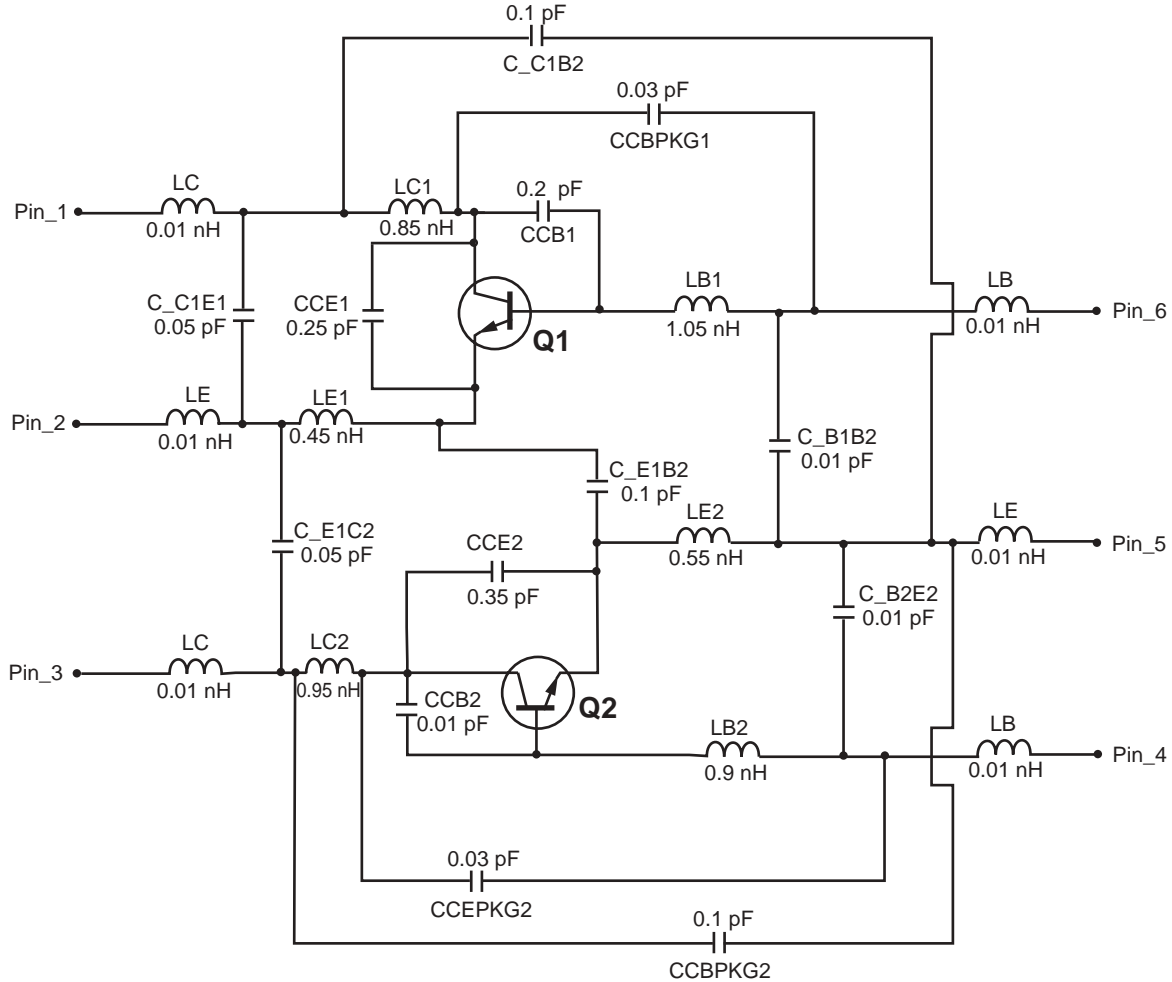 0.1 pF
C_C1B2
0.03 pF
CCBPKG1
LC
LC1
0.2 pF
Pin_1
0.01 nH
0.85 nH
CCB1
LB1
LB
C_C1E1
0.05 pF
CCE1
0.25 pF
Pin_6
1.05 nH
0.01 nH
Q1
LE
LE1
Pin_2
0.01 nH
0.45 nH
C_B1B2
0.01 pF
C_E1B2
0.1 pF
LE2
LE
C_E1C2
0.05 pF
CCE2
Pin_5
0.55 nH
0.01 nH
0.35 pF
C_B2E2
0.01 pF
LC
LC2
Pin_3
0.01 nH
0.95 nH
CCB2
0.01 pF
Q2
LB2
LB
Pin_4
0.9 nH
0.01 nH
0.03 pF
CCEPKG2
0.1 pF
CCBPKG2